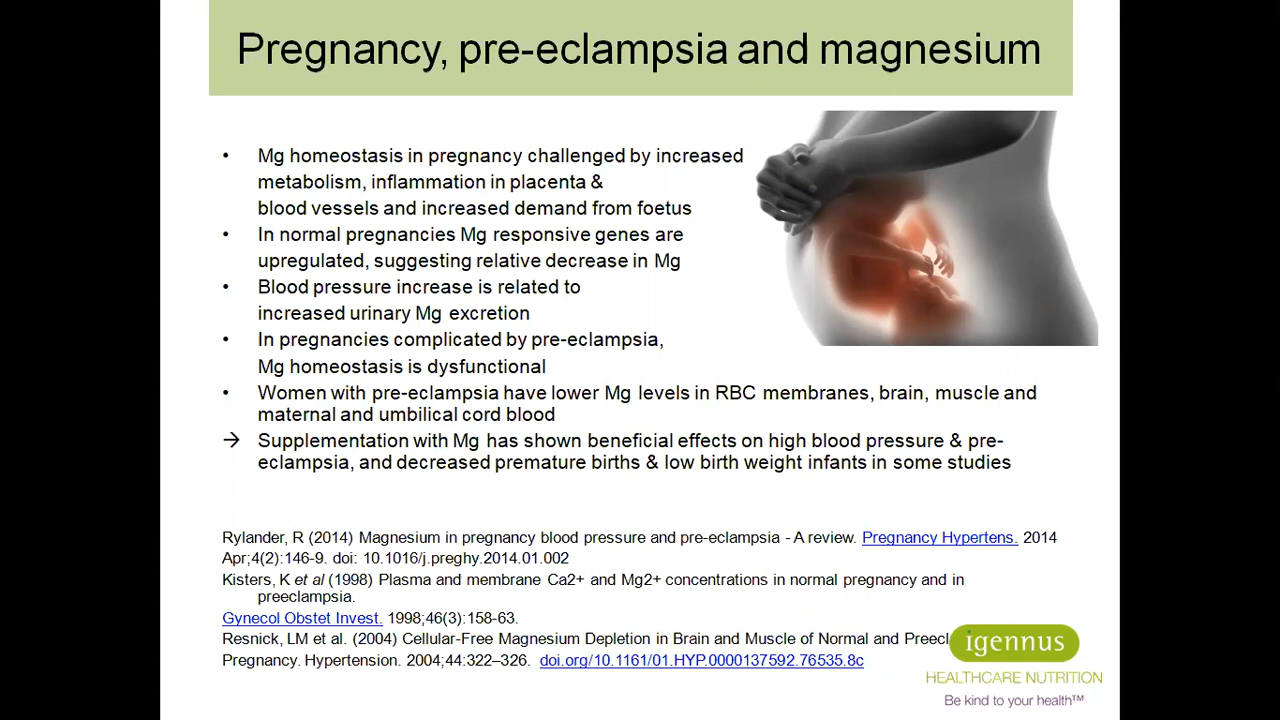 Pregnancy, pre-eclampsia and magnesium
• Mg homeostasis in pregnancy challenged by increased
metabolism, inflammation in placenta &
blood vessels and increased demand from foetus
• In normal pregnancies Mg responsive genes are
upregulated, suggesting relative decrease in Mg
• Blood pressure increase is related to
increased urinary Mg excretion
• In pregnancies complicated by pre-eclampsia,
Mg homeostasis is dysfunctional
• Women with pre-eclampsia have lower Mg levels in RBC membranes, brain, muscle and
maternal and umbilical cord blood
→ Supplementation with Mg has shown beneficial effects on high blood pressure & pre-
eclampsia, and decreased premature births & low birth weight infants in some studies
Rylander, R (2014) Magnesium in pregnancy blood pressure and pre-eclampsia - A review. Pregnancy Hypertens. 2014
Apr;4(2):146-9. doi: 10.1016/j.preghy.2014.01.002
Kisters, K et al (1998) Plasma and membrane Ca2+ and Mg2+ concentrations in normal pregnancy and in
preeclampsia.
Gynecol Obstet Invest. 1998;46(3):158-63.
Resnick, LM et al. (2004) Cellular-Free Magnesium Depletion in Brain and Muscle of Normal and Preecl
Pregnancy. Hypertension. 2004;44:322–326. doi.org/10.1161/01.HYP.0000137592.76535.8c
igennus
HEALTHCARE NUTRITION
Be kind to your health™